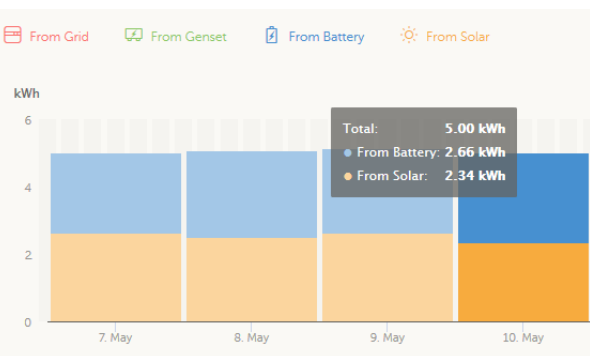 From Grid From Genset From Battery From Solar
kWh
6
Total: 5.00 kWh
From Battery: 2.66 kWh
From Solar: 2.34 kWh
4
2
0
7. May 8. May 9. May 10. May